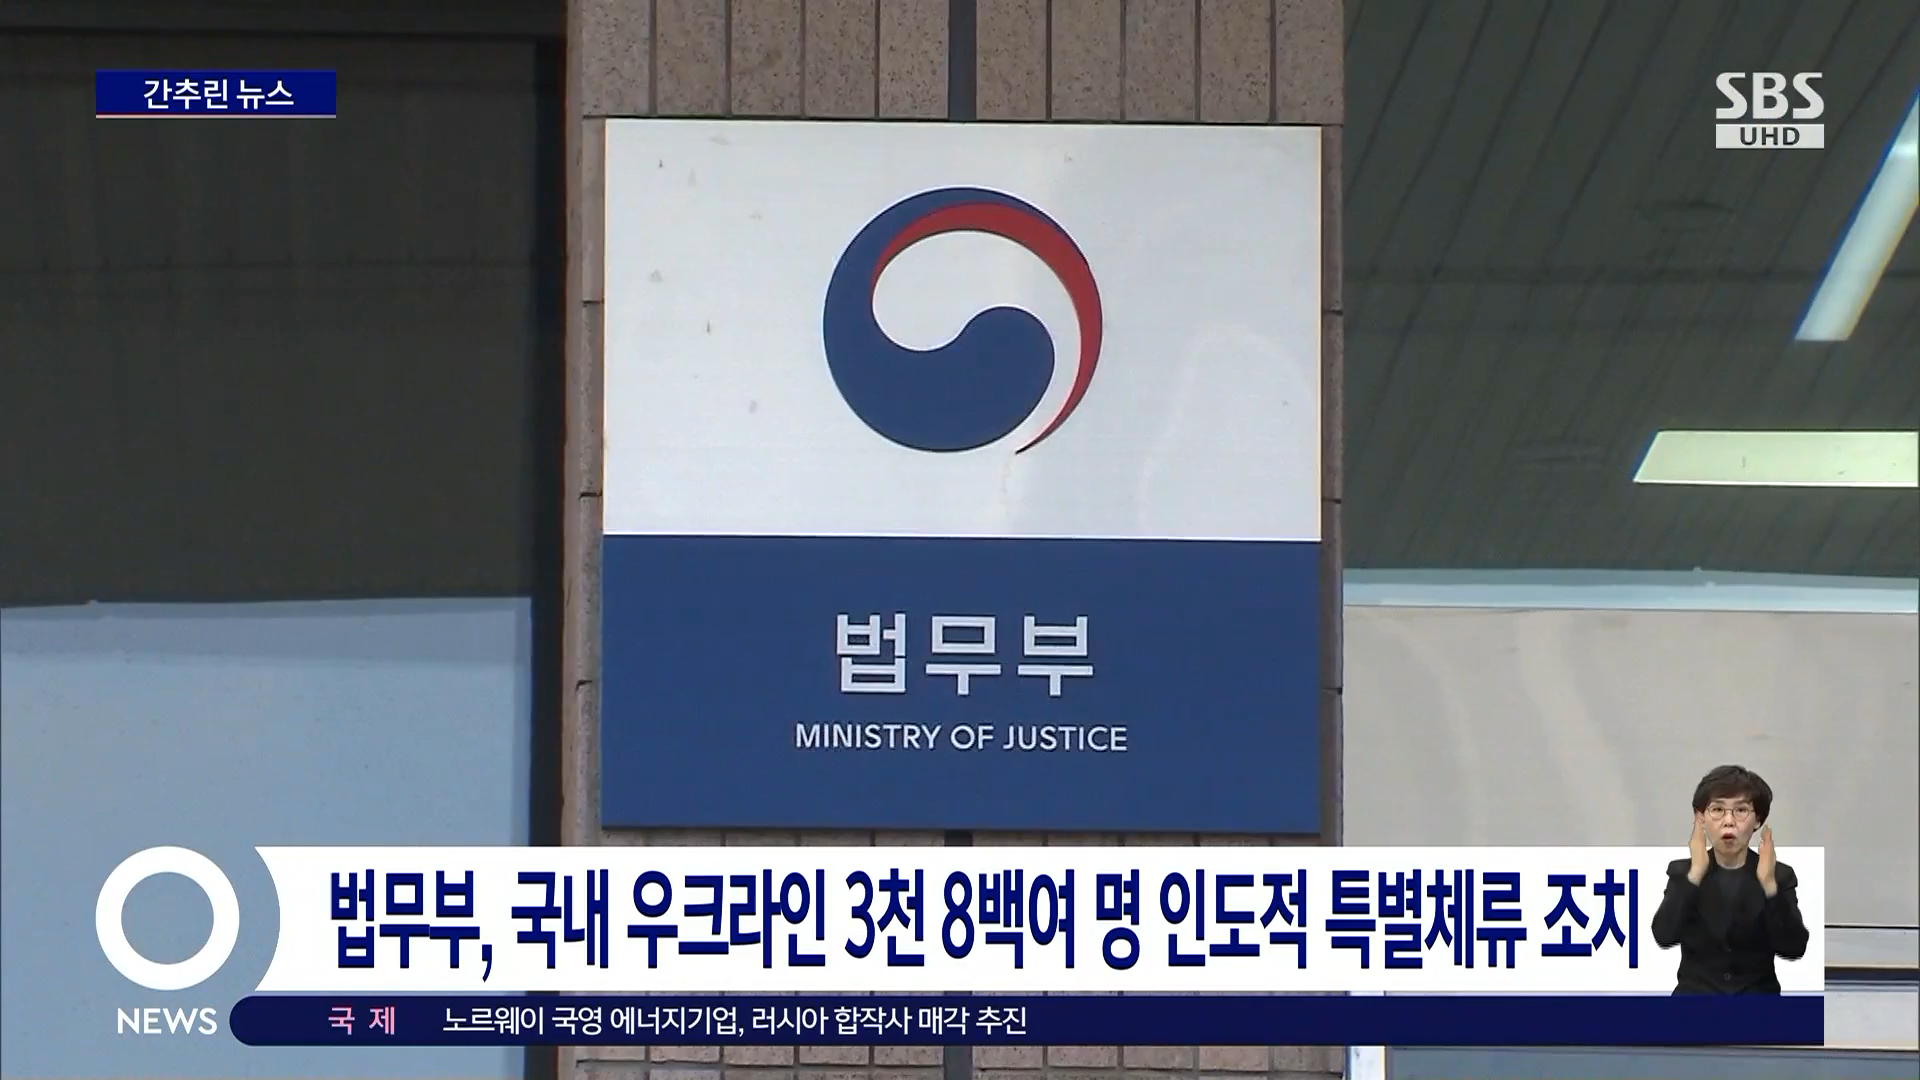 간추린 뉴스
SBS
UHD
법무부
MINISTRY OF JUSTICE
법무부, 국내 우크라인 3천 8백여 명 인도적 특별체류 조치
NEWS
국 제 노르웨이 국영 에너지기업, 러시아 합작사 매각 추진